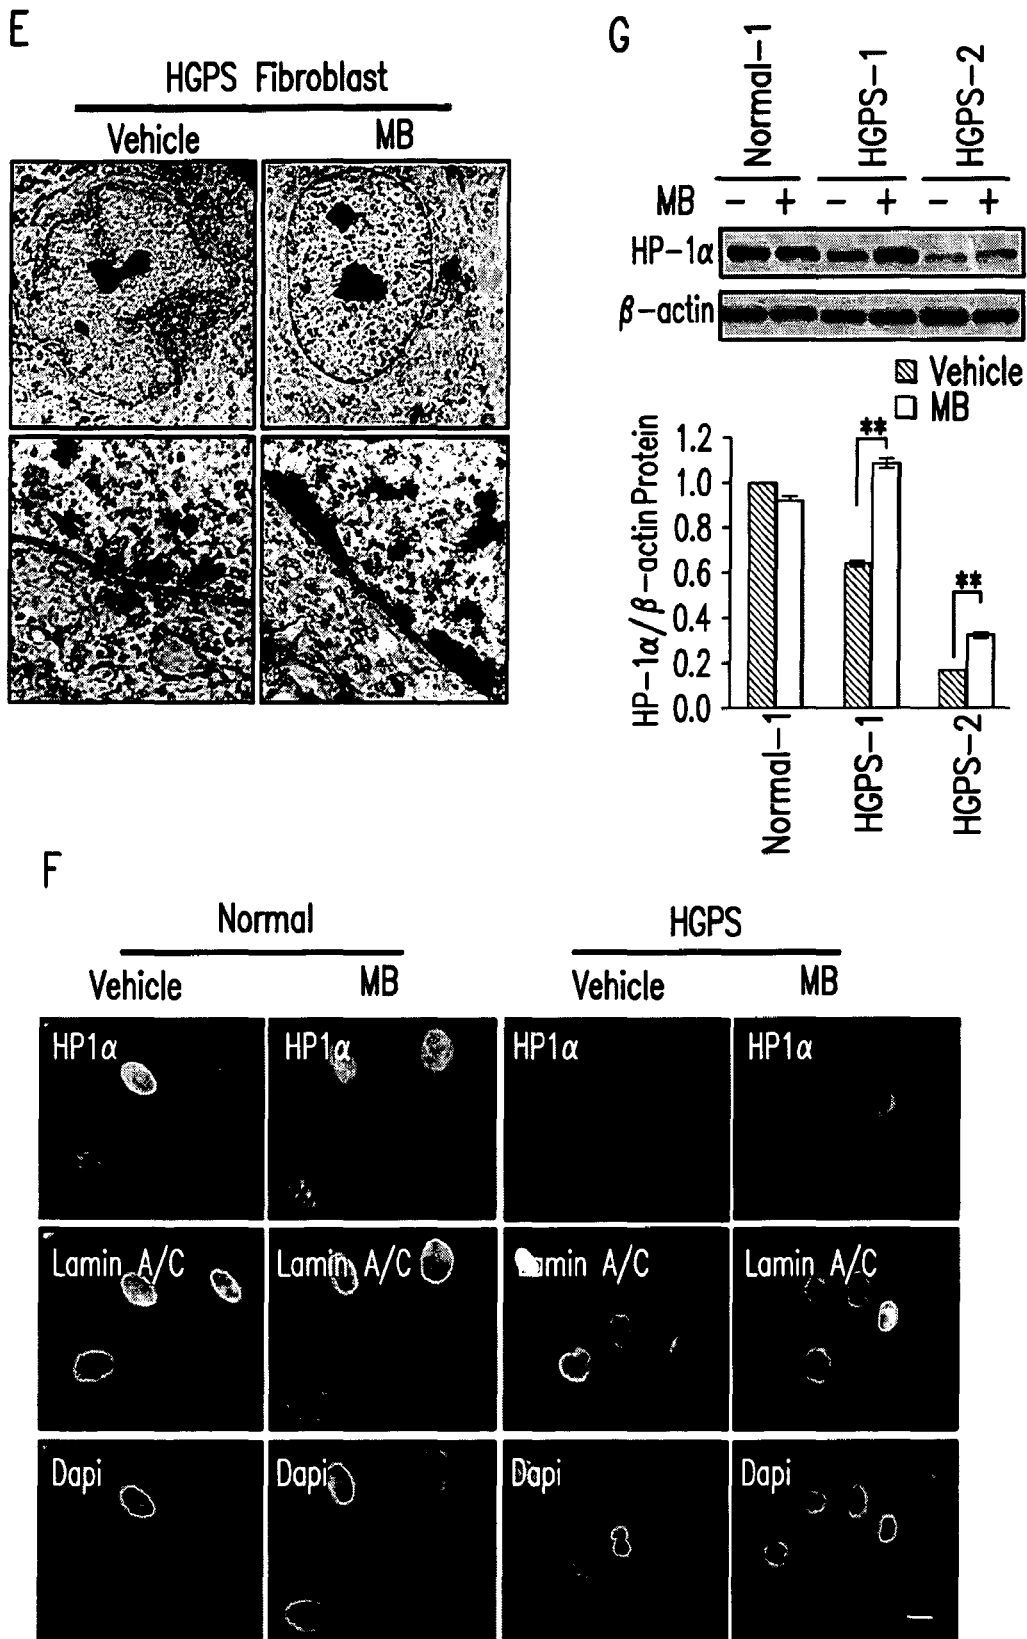 E
HGPS Fibroblast
Vehicle MB
G
Normal-1 HGPS-1 HGPS-2
MB - + - + - +
HP-1α
β-actin
Vehicle
MB
HP-1α/β-actin Protein
1.2
1.0
0.8
0.6
0.4
0.2
0.0
**
**
Normal-1 HGPS-1 HGPS-2
F
Normal HGPS
Vehicle MB Vehicle MB
HP1α HP1α HP1α HP1α
Lamin A/C Lamin A/C Lamin A/C Lamin A/C
Dapi Dapi Dapi Dapi